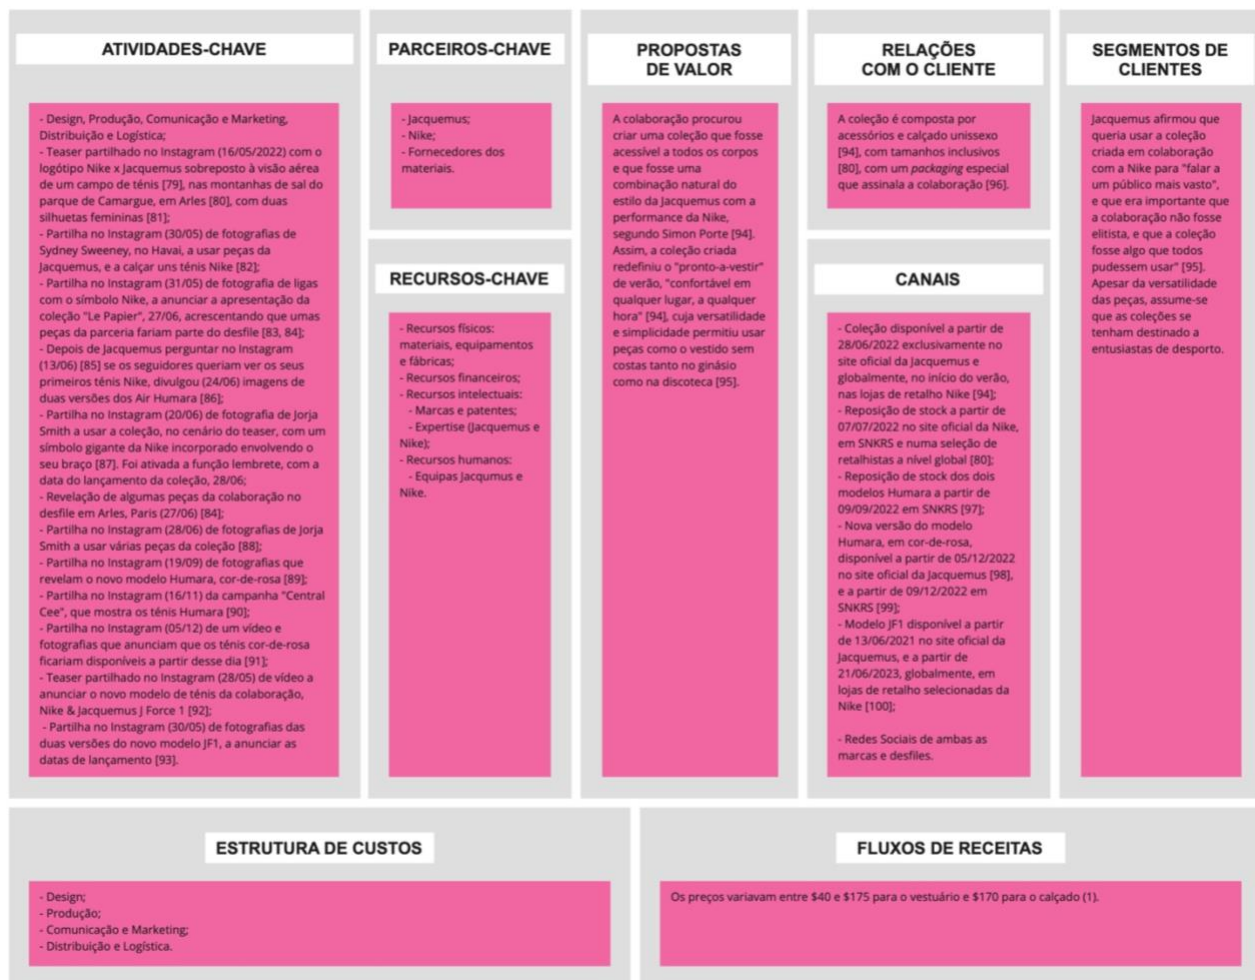 ATIVIDADES-CHAVE
- Design, Produção, Comunicação e Marketing,
Distribuição e Logística;
- Teaser partilhado no Instagram (16/05/2022) com o
logótipo Nike x Jacquemus sobreposto à visão aérea
de um campo de ténis [79], nas montanhas de sal do
parque de Camargue, em Arles [80], com duas
silhuetas femininas [81];
- Partilha no Instagram (30/05) de fotografias de
Sydney Sweeney, no Havai, a usar peças da
Jacquemus, e a calçar uns ténis Nike [82];
- Partilha no Instagram (31/05) de fotografia de ligas
com o símbolo Nike, a anunciar a apresentação da
coleção "Le Papier", 27/06, acrescentando que umas
peças da parceria fariam parte do desfile [83, 84];
- Depois de Jacquemus perguntar no Instagram
(13/06) [85] se os seguidores queriam ver os seus
primeiros ténis Nike, divulgou (24/06) imagens de
duas versões dos Air Humara [86];
- Partilha no Instagram (20/06) de fotografia de Jorja
Smith a usar a coleção, no cenário do teaser, com um
símbolo gigante da Nike incorporado envolvendo o
seu braço [87]. Foi ativada a função lembrete, com a
data do lançamento da coleção, 28/06;
- Revelação de algumas peças da colaboração no
desfile em Arles, Paris (27/06) [84];
- Partilha no Instagram (28/06) de fotografias de Jorja
Smith a usar várias peças da coleção [88];
- Partilha no Instagram (19/09) de fotografias que
revelam o novo modelo Humara, cor-de-rosa [89];
- Partilha no Instagram (16/11) da campanha "Central
Cee", que mostra os ténis Humara [90];
- Partilha no Instagram (05/12) de um vídeo e
fotografias que anunciam que os ténis cor-de-rosa
ficariam disponíveis a partir desse dia [91];
- Teaser partilhado no Instagram (28/05) de vídeo a
anunciar o novo modelo de ténis da colaboração,
Nike & Jacquemus J Force 1 [92];
- Partilha no Instagram (30/05) de fotografias das
duas versões do novo modelo JF1, a anunciar as
datas de lançamento [93].
PARCEIROS-CHAVE
- Jacquemus;
- Nike;
- Fornecedores dos
materiais.
RECURSOS-CHAVE
- Recursos físicos:
materiais, equipamentos
e fábricas;
- Recursos financeiros;
- Recursos intelectuais:
- Marcas e patentes;
- Expertise (Jacquemus e
Nike);
- Recursos humanos:
- Equipas Jacqumus e
Nike.
PROPOSTAS
DE VALOR
A colaboração procurou
criar uma coleção que fosse
acessível a todos os corpos
e que fosse uma
combinação natural do
estilo da Jacquemus com a
performance da Nike,
segundo Simon Porte [94].
Assim, a coleção criada
redefiniu o "pronto-a-vestir"
de verão, "confortável em
qualquer lugar, a qualquer
hora" [94], cuja versatilidade
e simplicidade permitiu usar
peças como o vestido sem
costas tanto no ginásio
como na discoteca [95].
RELAÇÕES
COM O CLIENTE
A coleção é composta por
acessórios e calçado unissexo
[94], com tamanhos inclusivos
[80], com um packaging especial
que assinala a colaboração [96].
CANAIS
- Coleção disponível a partir de
28/06/2022 exclusivamente no
site oficial da Jacquemus e
globalmente, no início do verão,
nas lojas de retalho Nike [94];
- Reposição de stock a partir de
07/07/2022 no site oficial da Nike,
em SNKRS e numa seleção de
retalhistas a nível global [80];
- Reposição de stock dos dois
modelos Humara a partir de
09/09/2022 em SNKRS [97];
- Nova versão do modelo
Humara, em cor-de-rosa,
disponível a partir de 05/12/2022
no site oficial da Jacquemus [98],
e a partir de 09/12/2022 em
SNKRS [99];
- Modelo JF1 disponível a partir
de 13/06/2021 no site oficial da
Jacquemus, e a partir de
21/06/2023, globalmente, em
lojas de retalho selecionadas da
Nike [100];
- Redes Sociais de ambas as
marcas e desfiles.
SEGMENTOS DE
CLIENTES
Jacquemus afirmou que
queria usar a coleção
criada em colaboração
com a Nike para "falar a
um público mais vasto",
e que era importante que
a colaboração não fosse
elitista, e que a coleção
fosse algo que todos
pudessem usar" [95].
Apesar da versatilidade
das peças, assume-se
que as coleções se
tenham destinado a
entusiastas de desporto.
ESTRUTURA DE CUSTOS
- Design;
- Produção;
- Comunicação e Marketing;
- Distribuição e Logística.
FLUXOS DE RECEITAS
Os preços variavam entre $40 e $175 para o vestuário e $170 para o calçado (1).